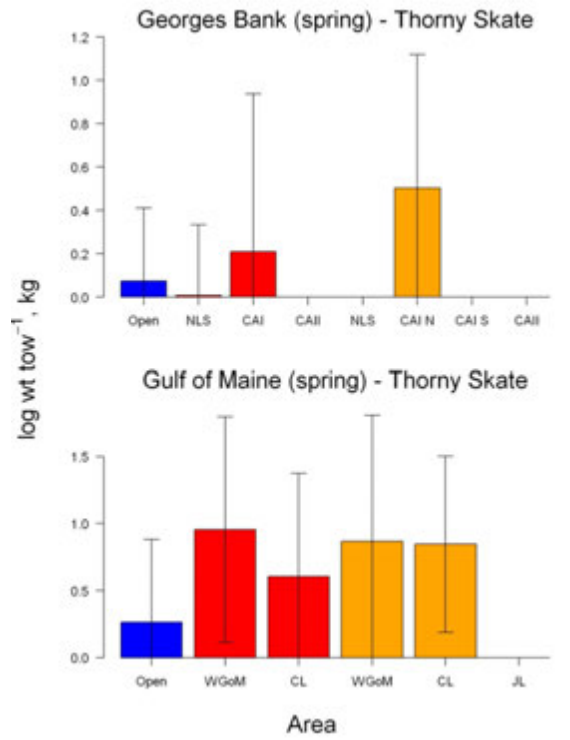 Georges Bank (spring) - Thorny Skate
1.2
1.0
0.8
0.6
0.4
0.2
0.0
Open NLS CAI CAII NLS CAI N CAI S CAII
log wt tow⁻¹, kg
Gulf of Maine (spring) - Thorny Skate
1.5
1.0
0.5
0.0
Open WGoM CL WGoM CL JL
Area